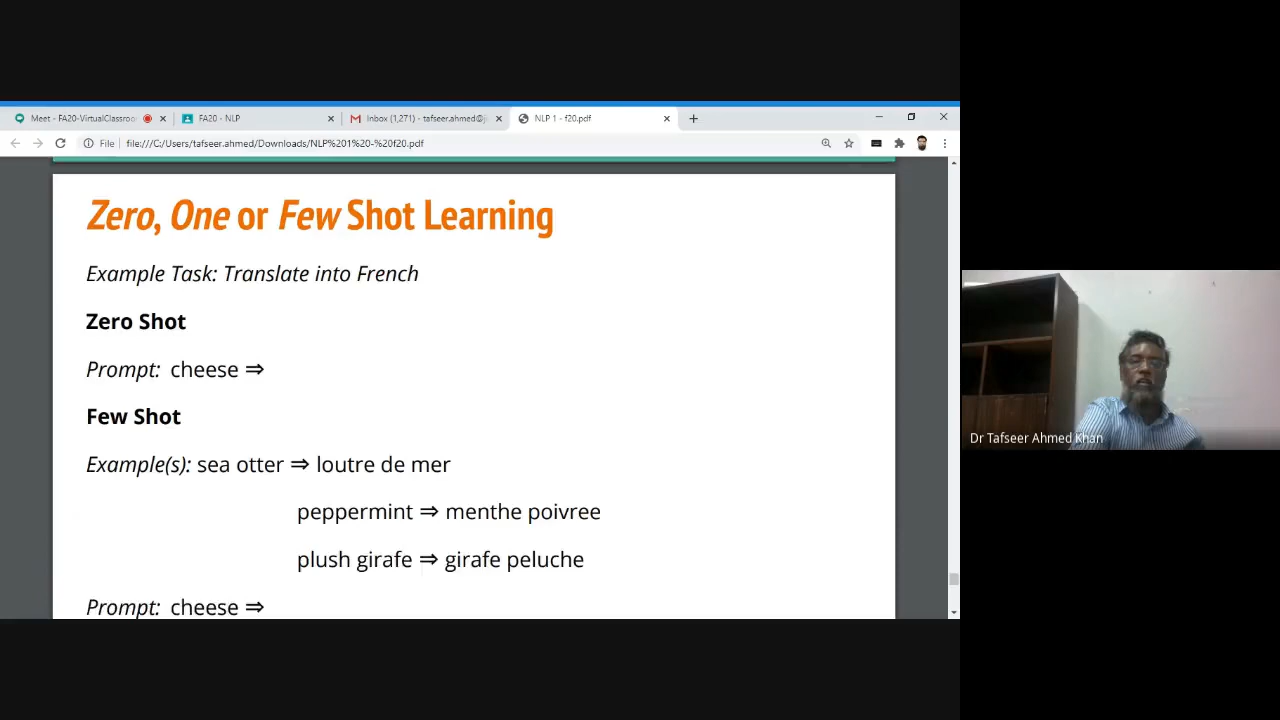 Meet - FA20-VirtualClassroo
FA20 - NLP
Inbox (1,271) - tafseer.ahmed@ji
NLP 1 - f20.pdf
File
file:///C:/Users/tafseer.ahmed/Downloads/NLP%201%20-%20f20.pdf
Zero, One or Few Shot Learning
Example Task: Translate into French
Zero Shot
Prompt: cheese ⇒
Few Shot
Example(s): sea otter ⇒ loutre de mer
peppermint ⇒ menthe poivree
plush girafe ⇒ girafe peluche
Prompt: cheese ⇒
Dr Tafseer Ahmed Khan